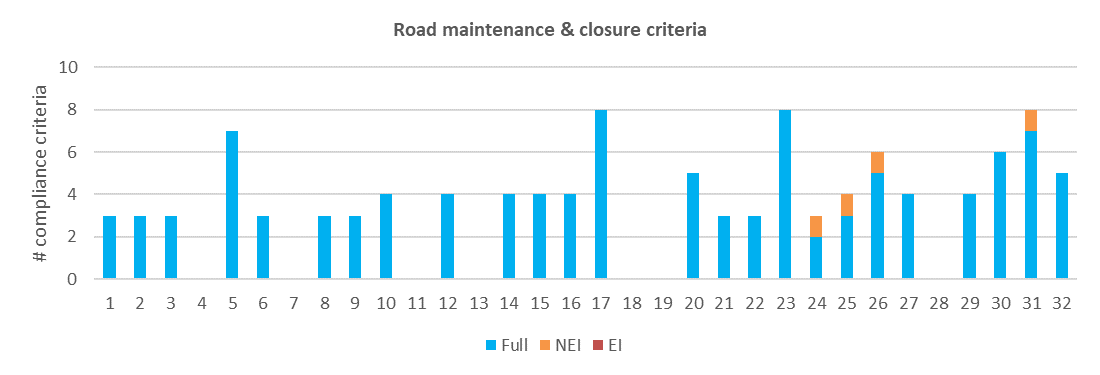 Road maintenance & closure criteria
# compliance criteria
10
8
6
4
2
0
1 2 3 4 5 6 7 8 9 10 11 12 13 14 15 16 17 18 19 20 21 22 23 24 25 26 27 28 29 30 31 32
Full NEI EI